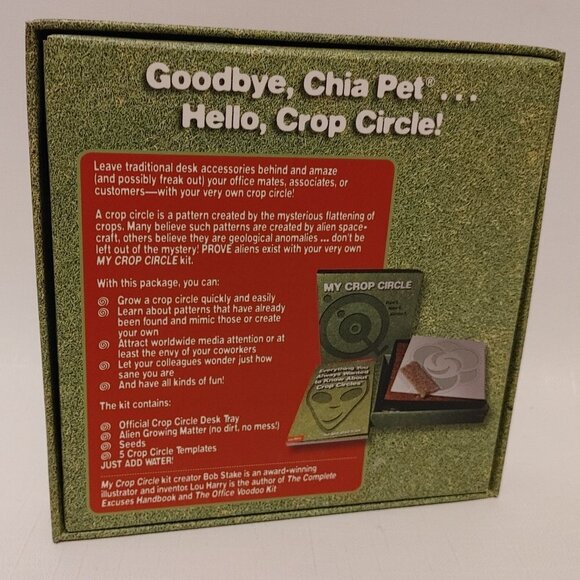 Goodbye, Chia Pet® . . .
Hello, Crop Circle!
Leave traditional desk accessories behind and amaze
(and possibly freak out) your office mates, associates, or
customers—with your very own crop circle!
A crop circle is a pattern created by the mysterious flattening of
crops. Many believe such patterns are created by alien space-
craft, others believe they are geological anomalies ... don't be
left out of the mystery! PROVE aliens exist with your very own
MY CROP CIRCLE kit.
With this package, you can:
Grow a crop circle quickly and easily
Learn about patterns that have already
been found and mimic those or create
your own
Attract worldwide media attention or at
least the envy of your coworkers
Let your colleagues wonder just how
sane you are
And have all kinds of fun!
The kit contains:
Official Crop Circle Desk Tray
Alien Growing Matter (no dirt, no mess!)
Seeds
5 Crop Circle Templates
JUST ADD WATER!
My Crop Circle kit creator Bob Stake is an award-winning
illustrator and inventor Lou Harry is the author of The Complete
Excuses Handbook and The Office Voodoo Kit
MY CROP CIRCLE
Everything You
Always Wanted
to Know About
Crop Circles